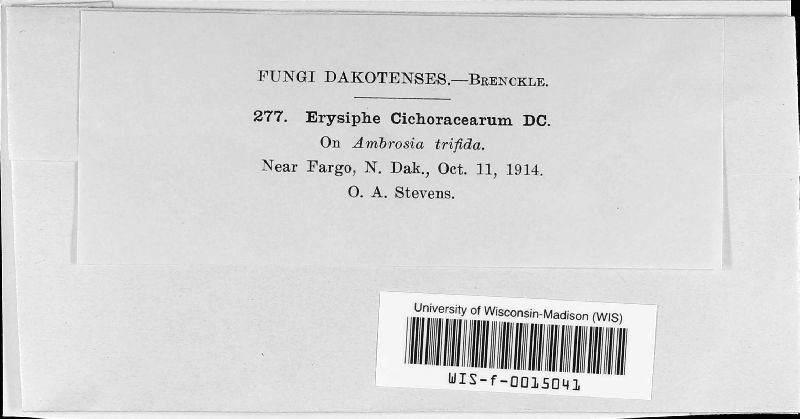 FUNGI DAKOTENSES.—BRENCKLE.
277. Erysiphe Cichoracearum DC.
On Ambrosia trifida.
Near Fargo, N. Dak., Oct. 11, 1914.
O. A. Stevens.
University of Wisconsin-Madison (WIS)
WIS-f-0015041